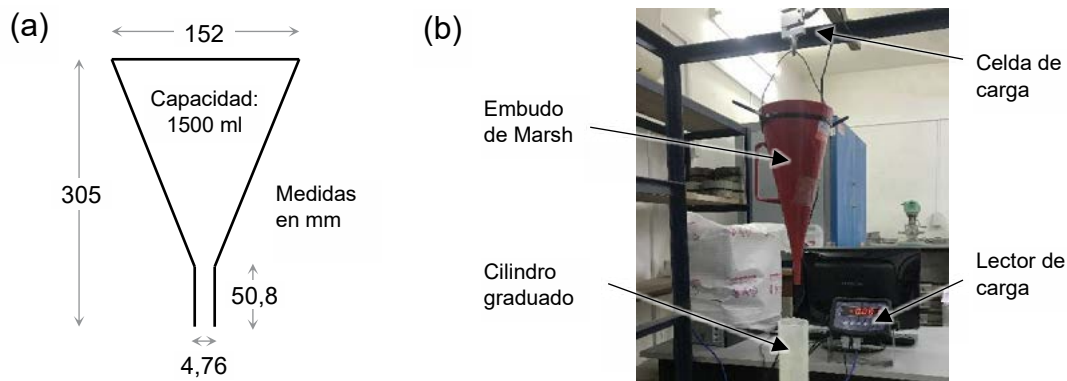 (a)
152
Capacidad:
1500 ml
305
Medidas
en mm
50,8
4,76
(b)
Celda de
carga
Embudo
de Marsh
Cilindro
graduado
Lector de
carga